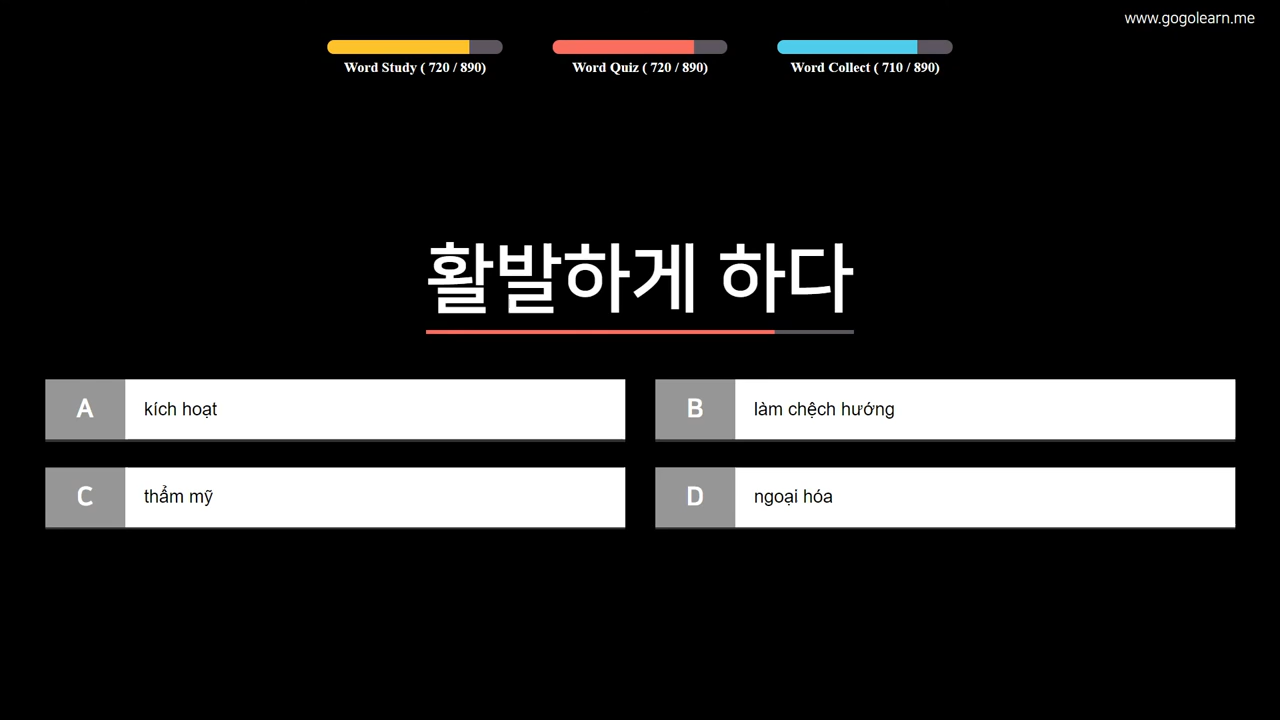 www.gogolearn.me
Word Study ( 720 / 890)
Word Quiz ( 720 / 890)
Word Collect ( 710 / 890)
활발하게 하다
A kích hoạt
B làm chệch hướng
C thẩm mỹ
D ngoại hóa